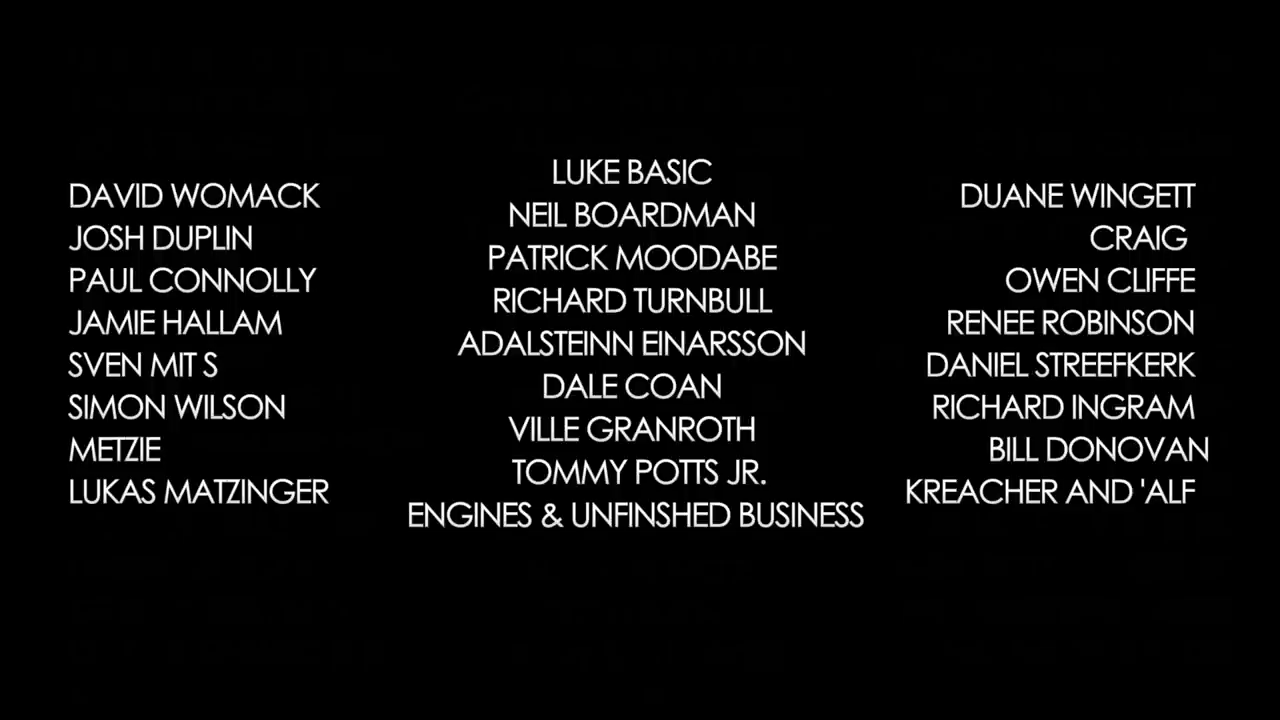 DAVID WOMACK
JOSH DUPLIN
PAUL CONNOLLY
JAMIE HALLAM
SVEN MIT S
SIMON WILSON
METZIE
LUKAS MATZINGER
LUKE BASIC
NEIL BOARDMAN
PATRICK MOODABE
RICHARD TURNBULL
ADALSTEINN EINARSSON
DALE COAN
VILLE GRANROTH
TOMMY POTTS JR.
ENGINES & UNFINSHED BUSINESS
DUANE WINGETT
CRAIG
OWEN CLIFFE
RENEE ROBINSON
DANIEL STREEFKERK
RICHARD INGRAM
BILL DONOVAN
KREACHER AND 'ALF